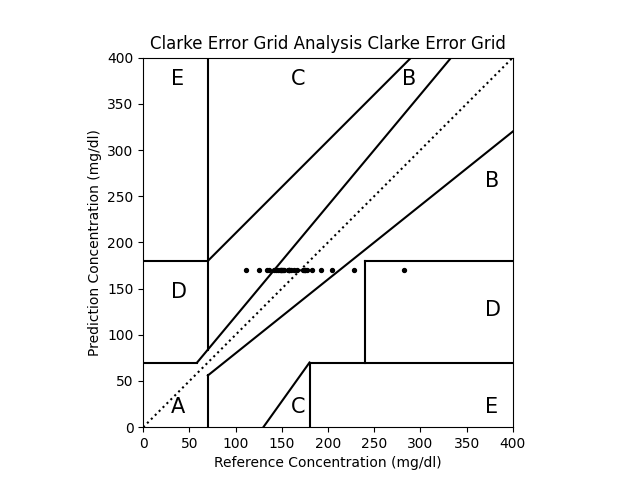 Clarke Error Grid Analysis Clarke Error Grid
400
350
300
250
200
150
100
50
0
Prediction Concentration (mg/dl)
E
C
B
B
D
D
A
C
E
0 50 100 150 200 250 300 350 400
Reference Concentration (mg/dl)